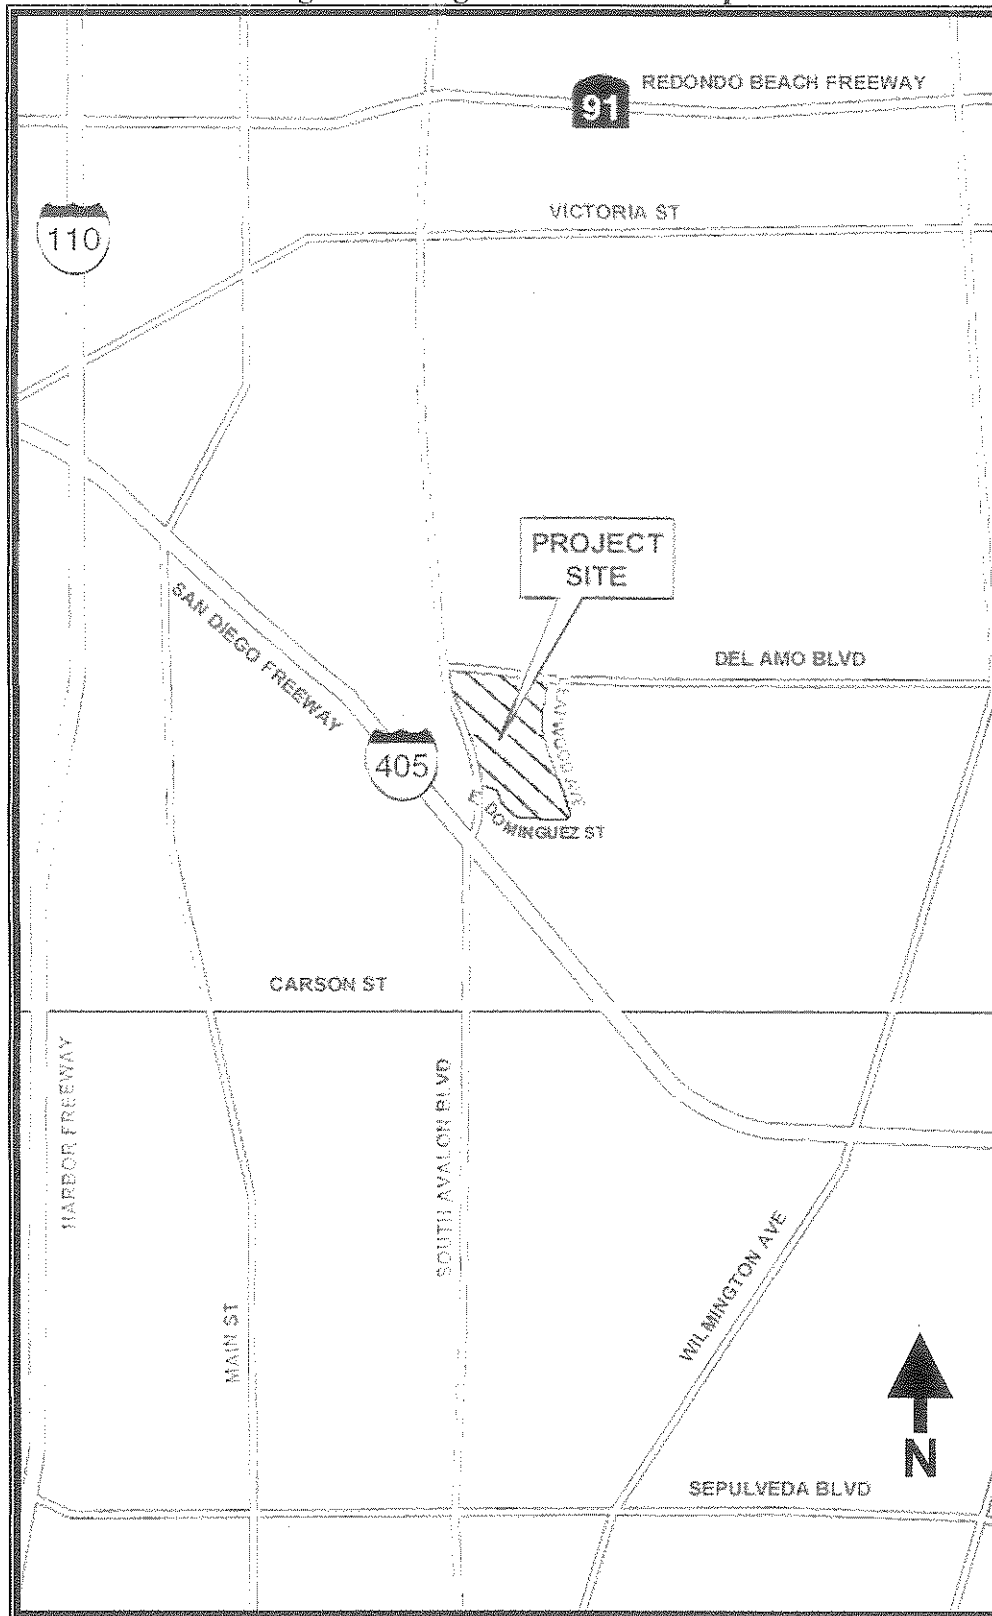 REDONDO BEACH FREEWAY
91
VICTORIA ST
110
PROJECT
SITE
SAN DIEGO FREEWAY
DEL AMO BLVD
405
E. DOMINGUEZ ST
CARSON ST
HARBOR FREEWAY
SOUTH AVALON BLVD
MAIN ST
WILMINGTON AVE
N
SEPULVEDA BLVD